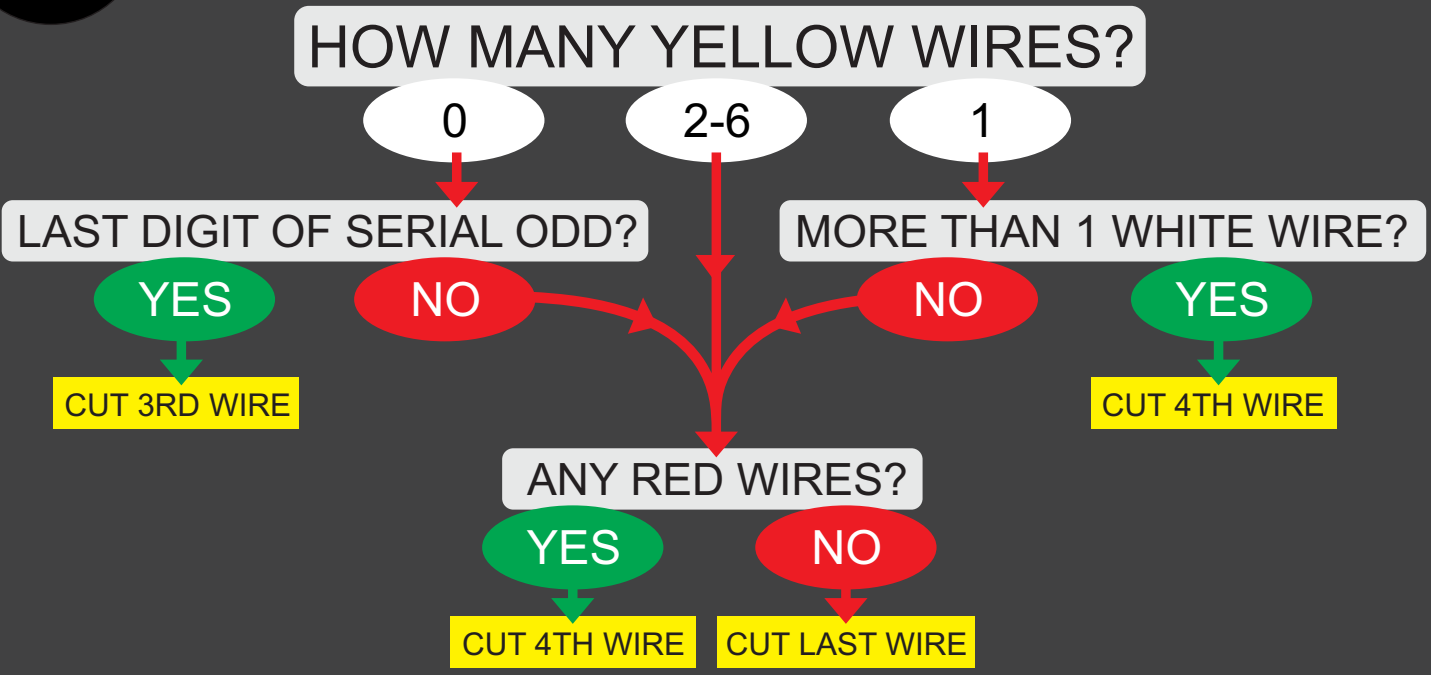 HOW MANY YELLOW WIRES?
0
2-6
1
LAST DIGIT OF SERIAL ODD?
MORE THAN 1 WHITE WIRE?
YES
NO
NO
YES
CUT 3RD WIRE
CUT 4TH WIRE
ANY RED WIRES?
YES
NO
CUT 4TH WIRE
CUT LAST WIRE